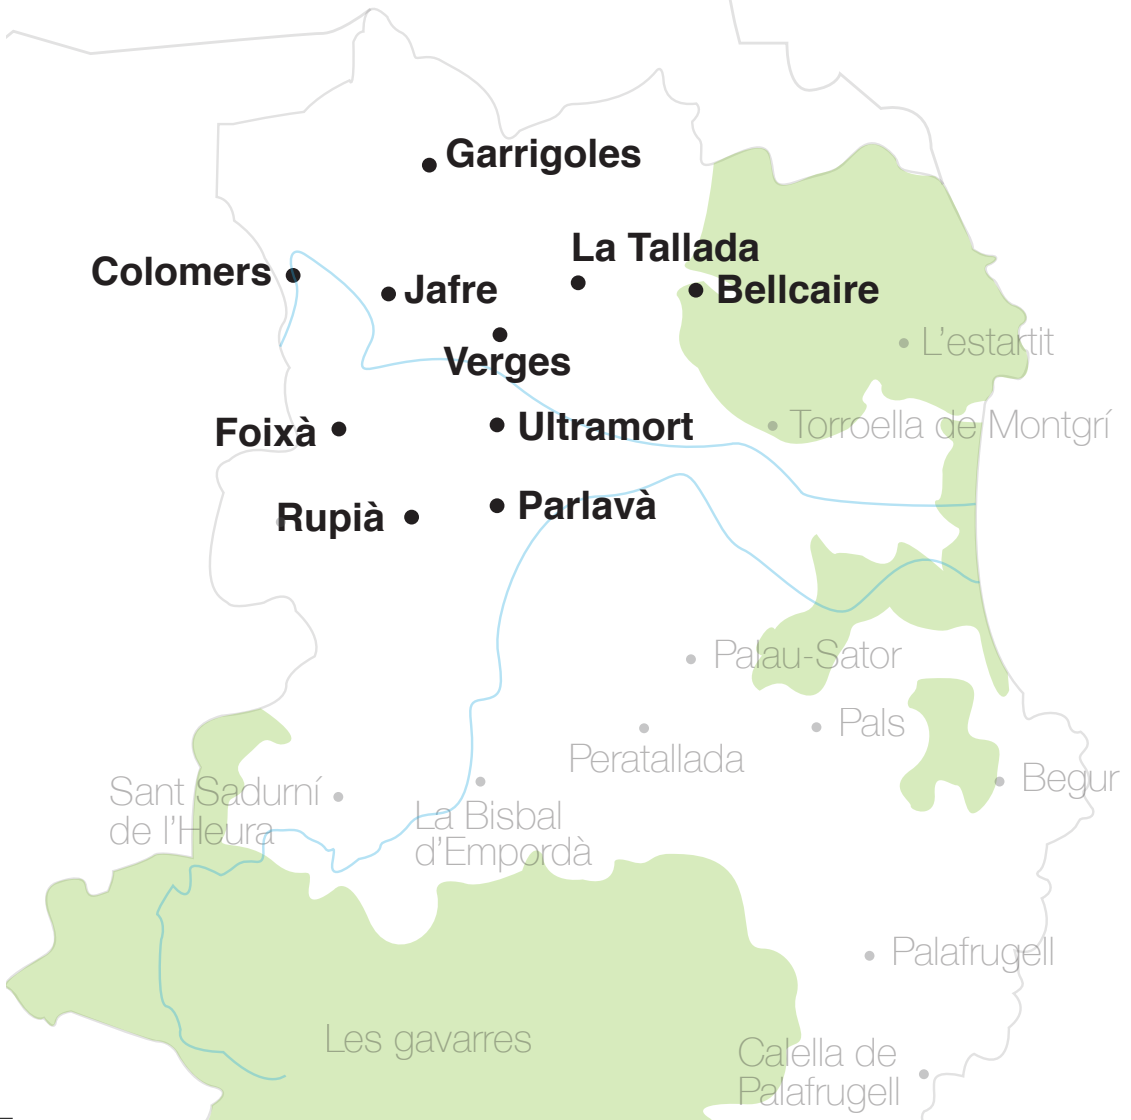 Garrigoles
La Tallada
Colomers
Jafre
Bellcaire
L'estartit
Verges
Foixà
Ultramort
Torroella de Montgrí
Rupià
Parlavà
Palau-Sator
Pals
Peratallada
Begur
Sant Sadurní
de l'Heura
La Bisbal
d'Empordà
Palafrugell
Les gavarres
Calella de
Palafrugell